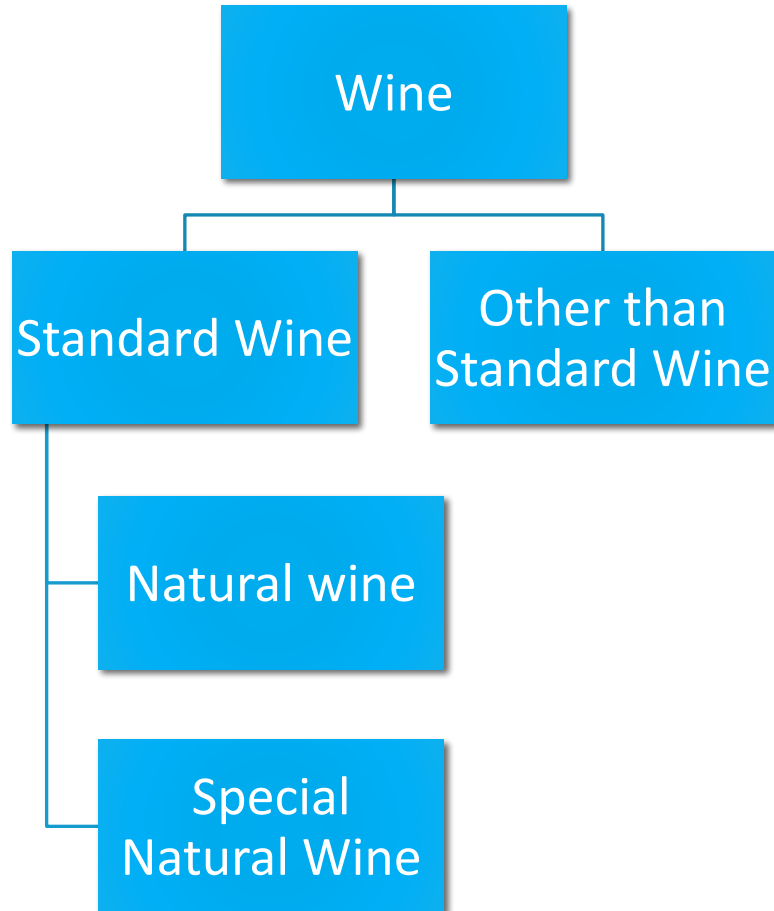 Wine
Standard Wine
Other than
Standard Wine
Natural wine
Special
Natural Wine